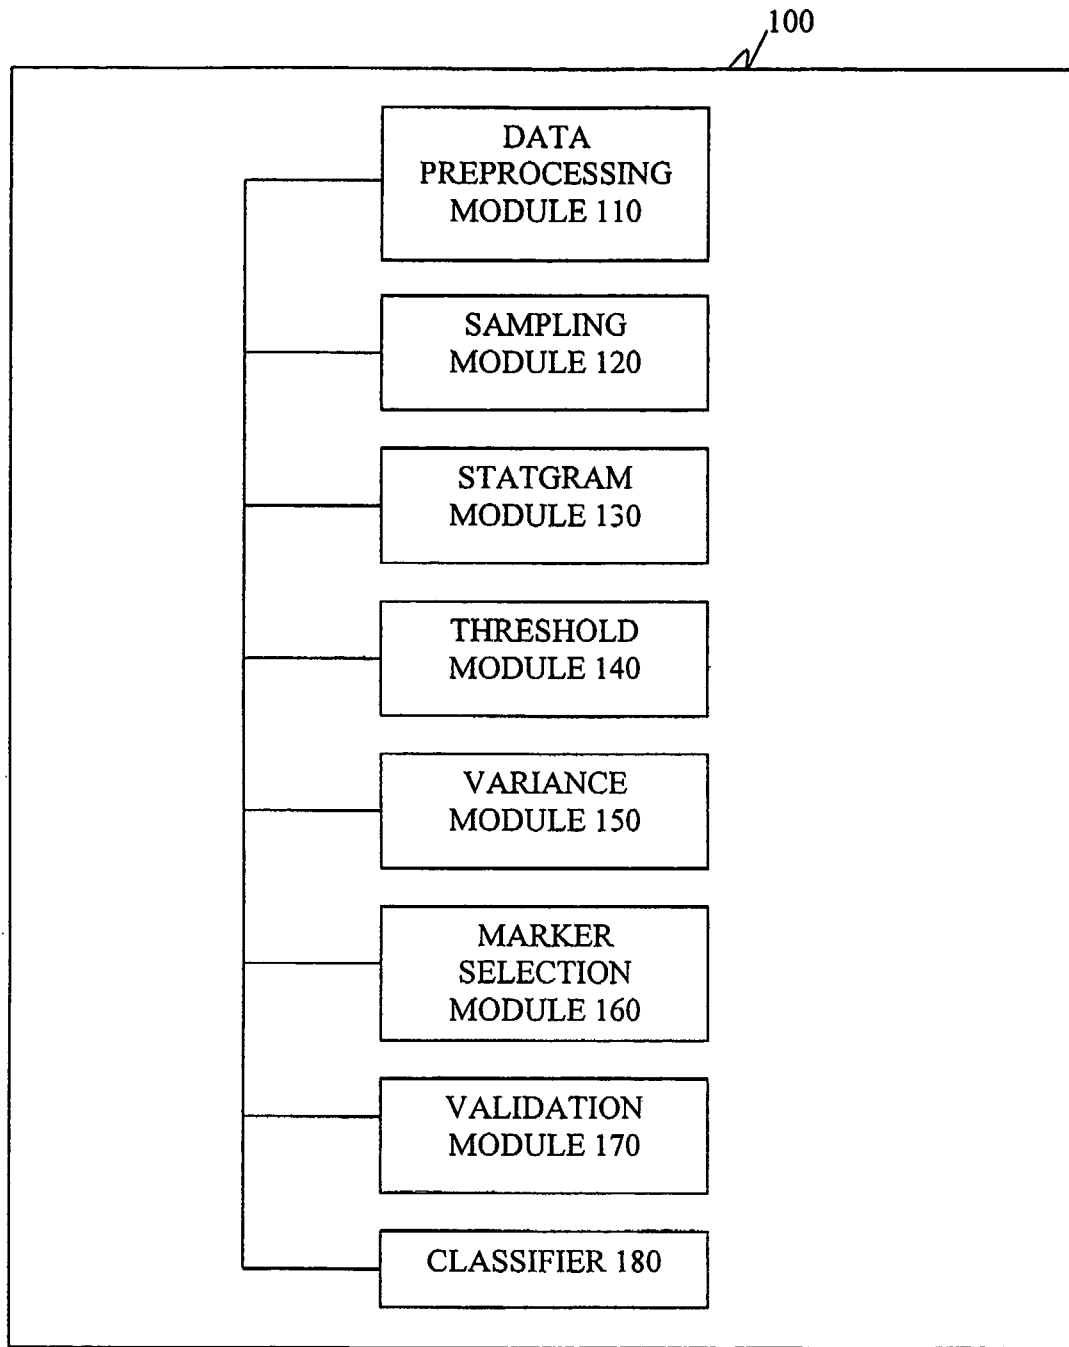 100
DATA
PREPROCESSING
MODULE 110
SAMPLING
MODULE 120
STATGRAM
MODULE 130
THRESHOLD
MODULE 140
VARIANCE
MODULE 150
MARKER
SELECTION
MODULE 160
VALIDATION
MODULE 170
CLASSIFIER 180